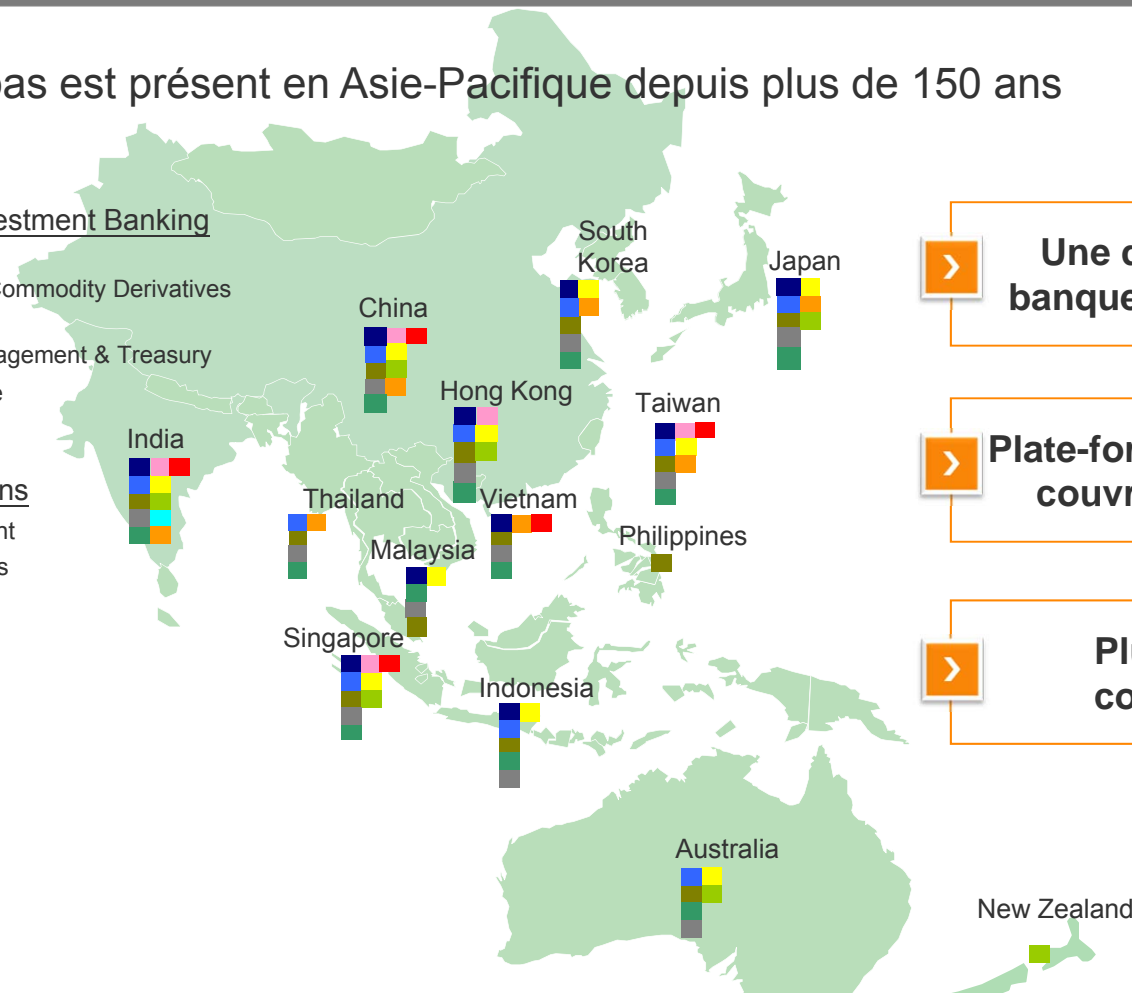 bas est présent en Asie-Pacifique depuis plus de 150 ans
estment Banking
Commodity Derivatives
agement & Treasury
e
ns
nt
s
South
Korea
Japan
China
Hong Kong
Taiwan
India
Thailand
Vietnam
Malaysia
Philippines
Singapore
Indonesia
Australia
New Zealand
Une
banque
Plate-for
couvr
Pl
co